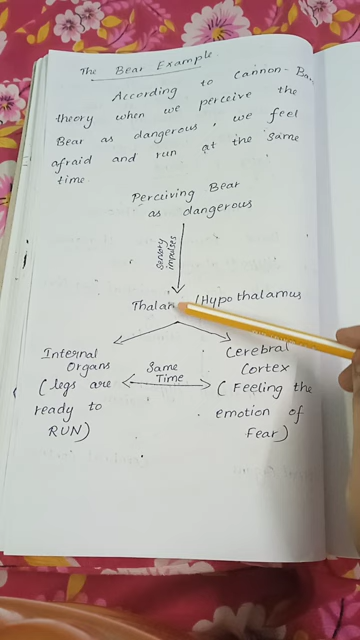 The Bear Example
According to Cannon-
theory when we perceive the
Bear as dangerous, we feel
afraid and run at the same
time.
Perceiving Bear
as dangerous
Sensory
impulses
/Hypothalamus
Internal
Organs
(legs are
ready to
RUN)
Same
Time
Cerebral
Cortex
(Feeling the
emotion of
Fear)